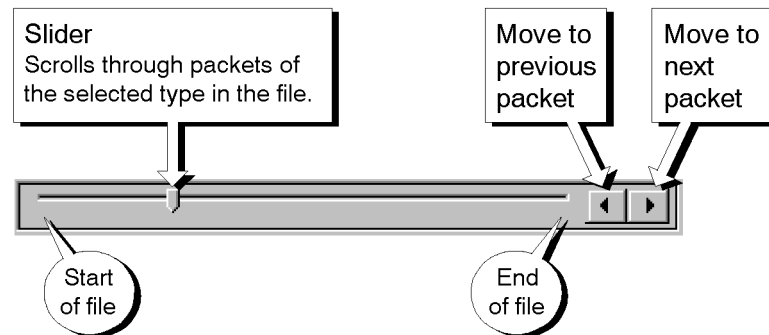 Slider
Scrolls through packets of
the selected type in the file.
Move to
previous
packet
Move to
next
packet
Start
of file
End
of file